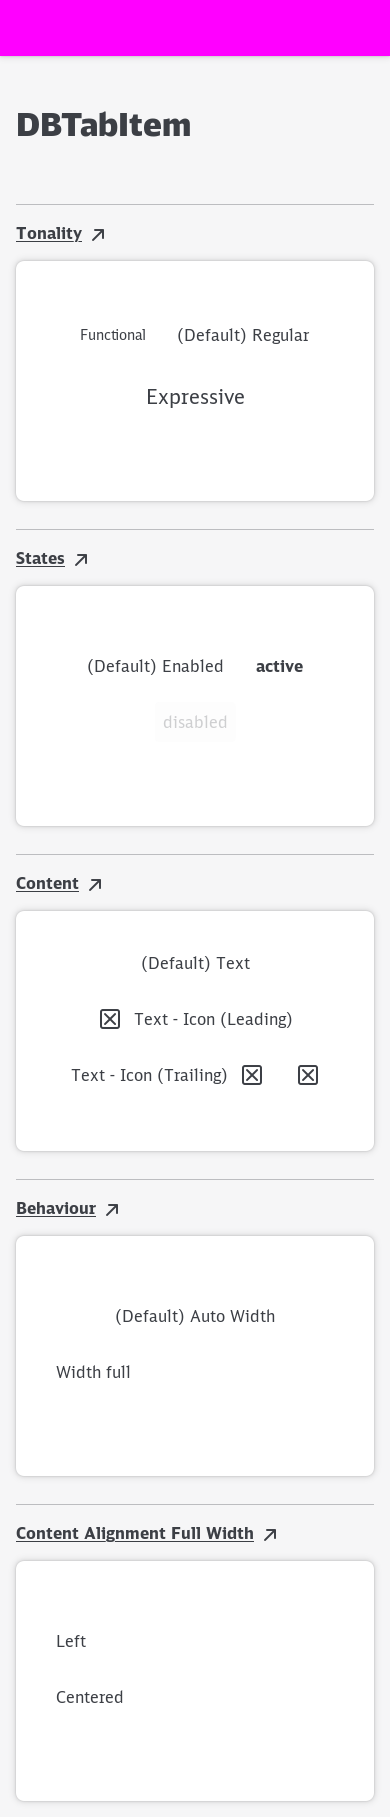 DBTabItem
Tonality
Functional (Default) Regular
Expressive
States
(Default) Enabled active
disabled
Content
(Default) Text
Text - Icon (Leading)
Text - Icon (Trailing)
Behaviour
(Default) Auto Width
Width full
Content Alignment Full Width
Left
Centered